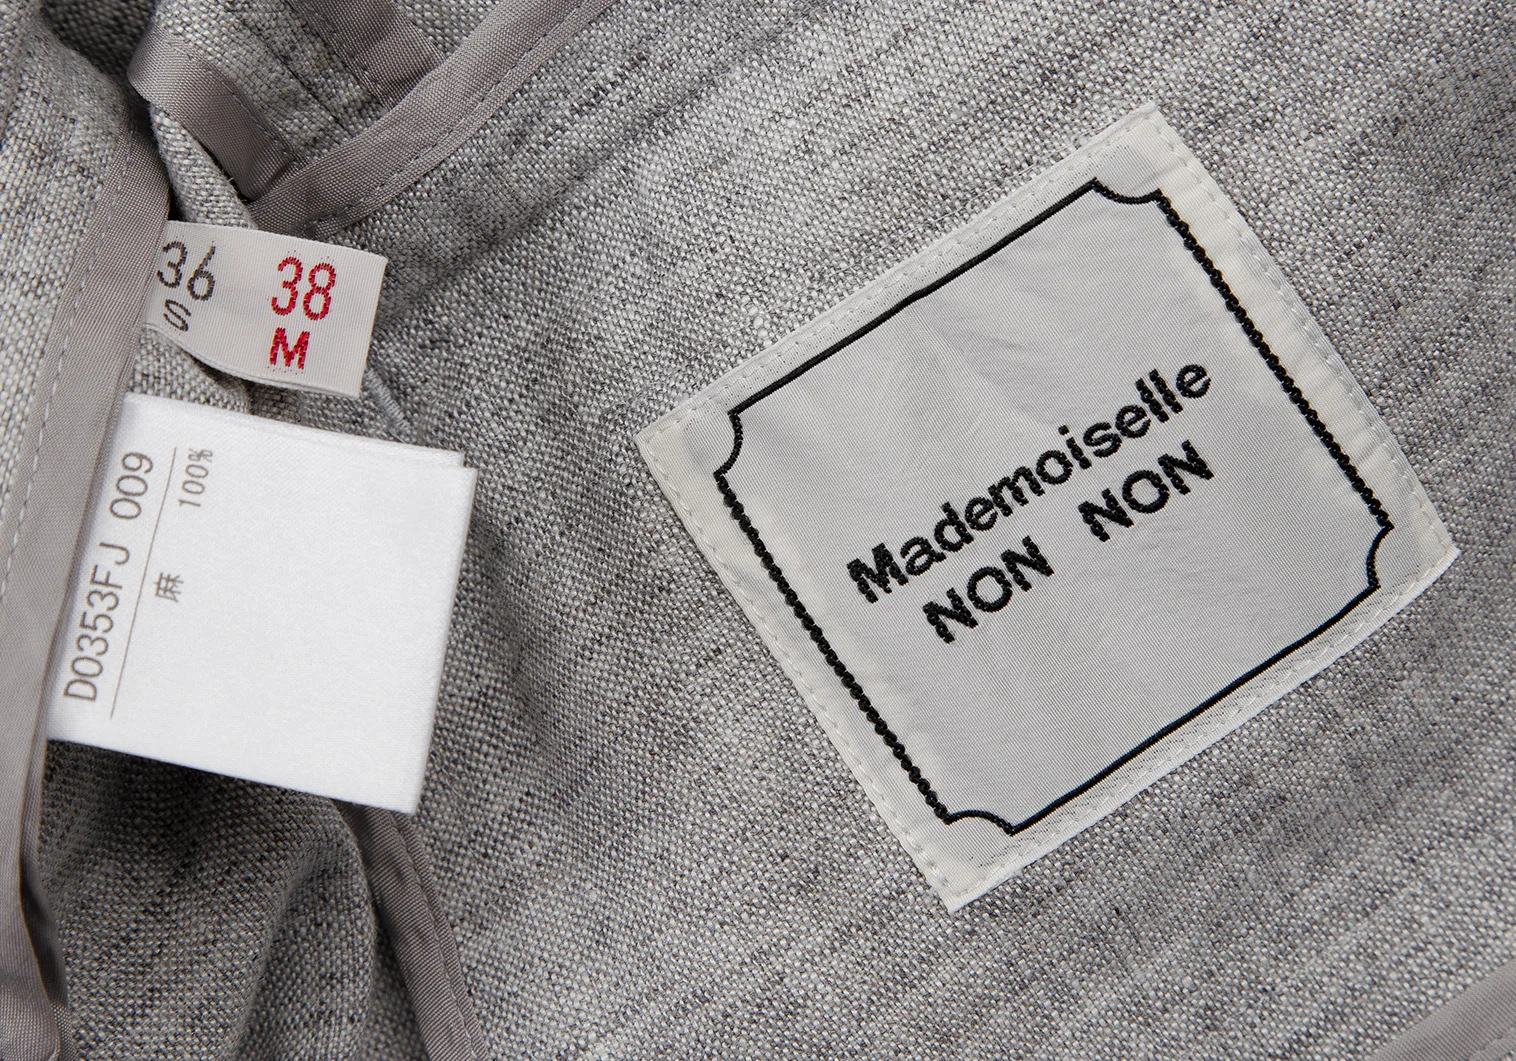 36 38
S M
D0353FJ 009
麻 100%
Mademoiselle
NON NON